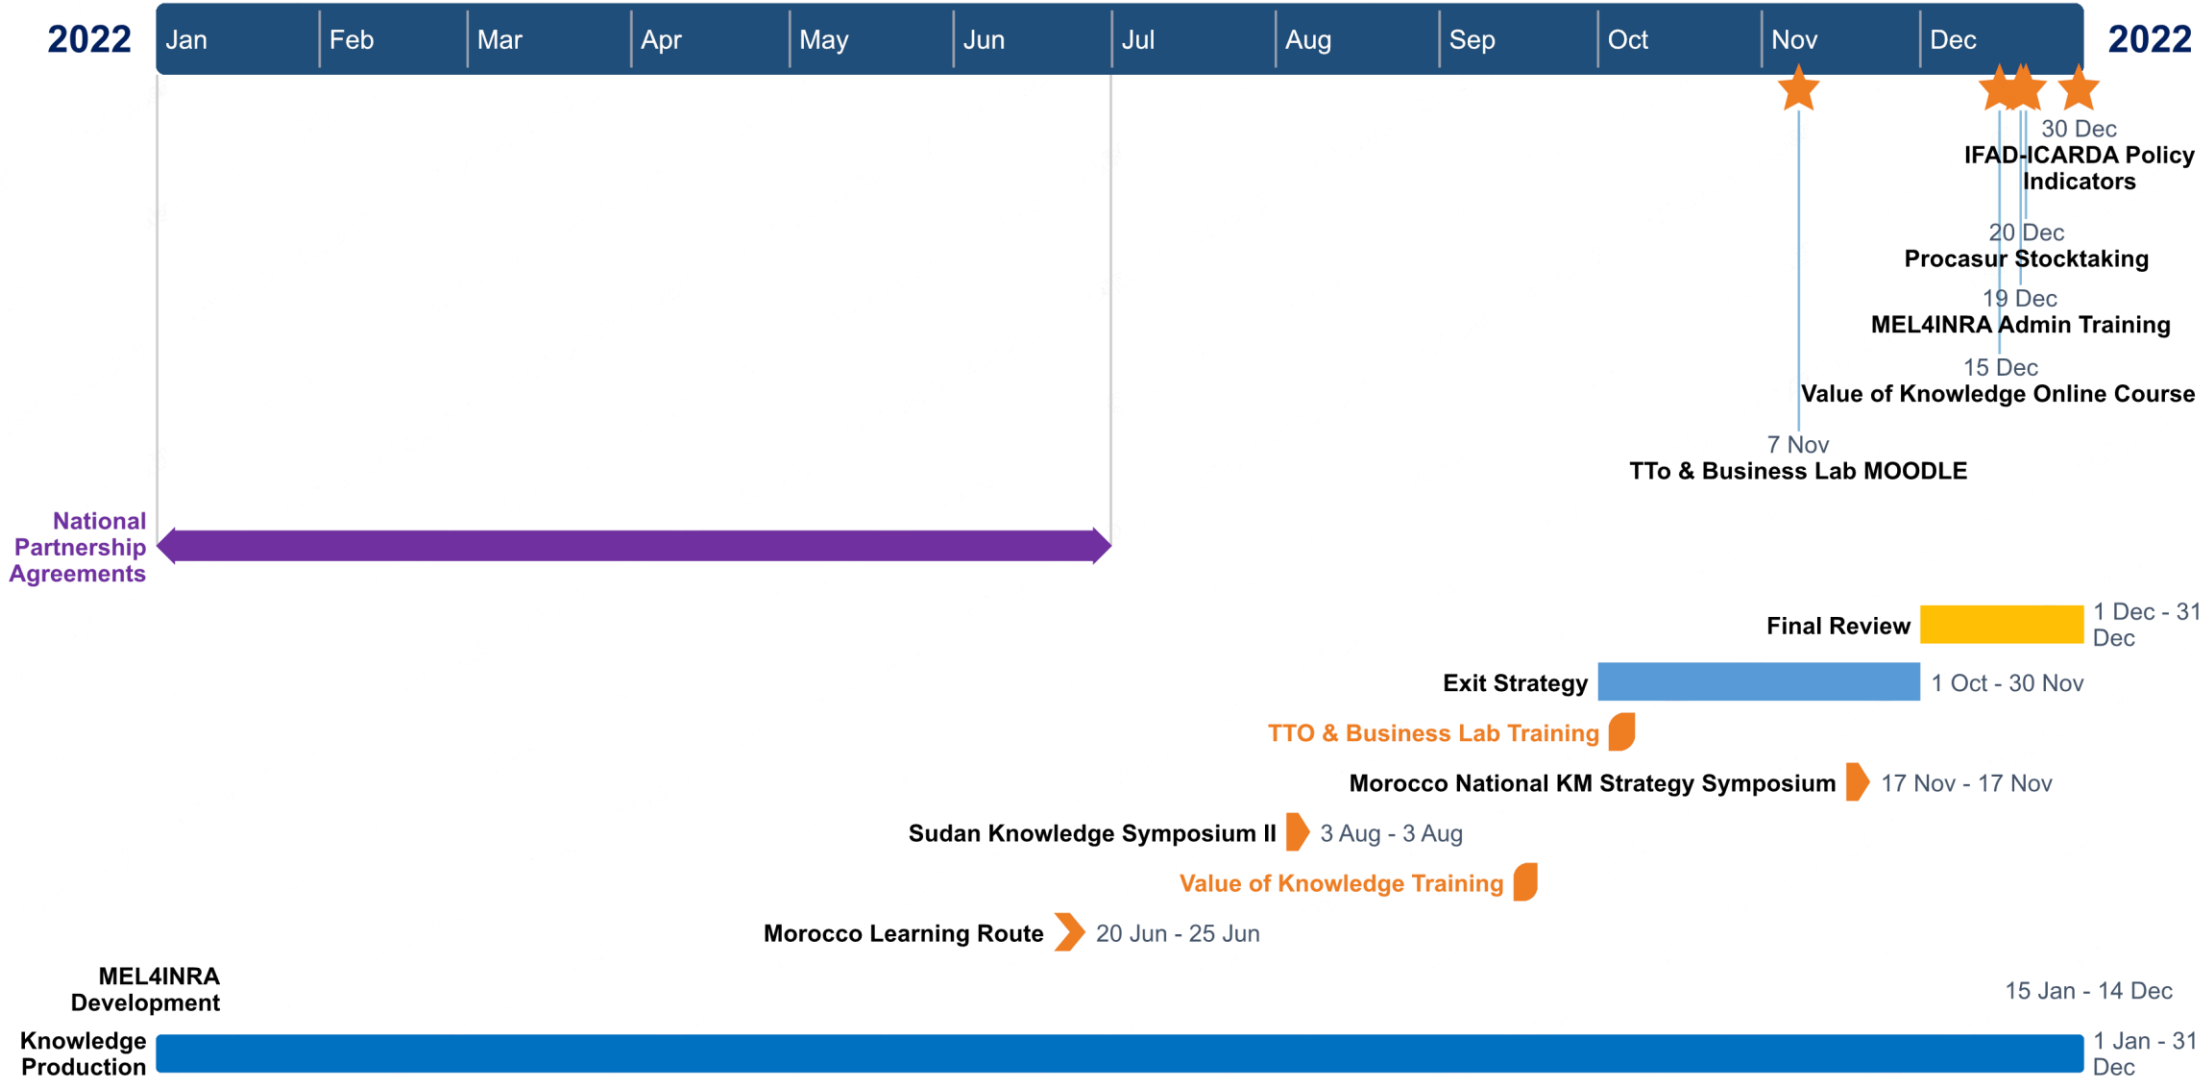 2022
Jan
Feb
Mar
Apr
May
Jun
Jul
Aug
Sep
Oct
Nov
Dec
2022
30 Dec
IFAD-ICARDA Policy
Indicators
20 Dec
Procasur Stocktaking
19 Dec
MEL4INRA Admin Training
15 Dec
Value of Knowledge Online Course
7 Nov
TTo & Business Lab MOODLE
National
Partnership
Agreements
Final Review
1 Dec - 31
Dec
Exit Strategy
1 Oct - 30 Nov
TTO & Business Lab Training
Morocco National KM Strategy Symposium
17 Nov - 17 Nov
Sudan Knowledge Symposium II
3 Aug - 3 Aug
Value of Knowledge Training
Morocco Learning Route
20 Jun - 25 Jun
MEL4INRA
Development
15 Jan - 14 Dec
Knowledge
Production
1 Jan - 31
Dec